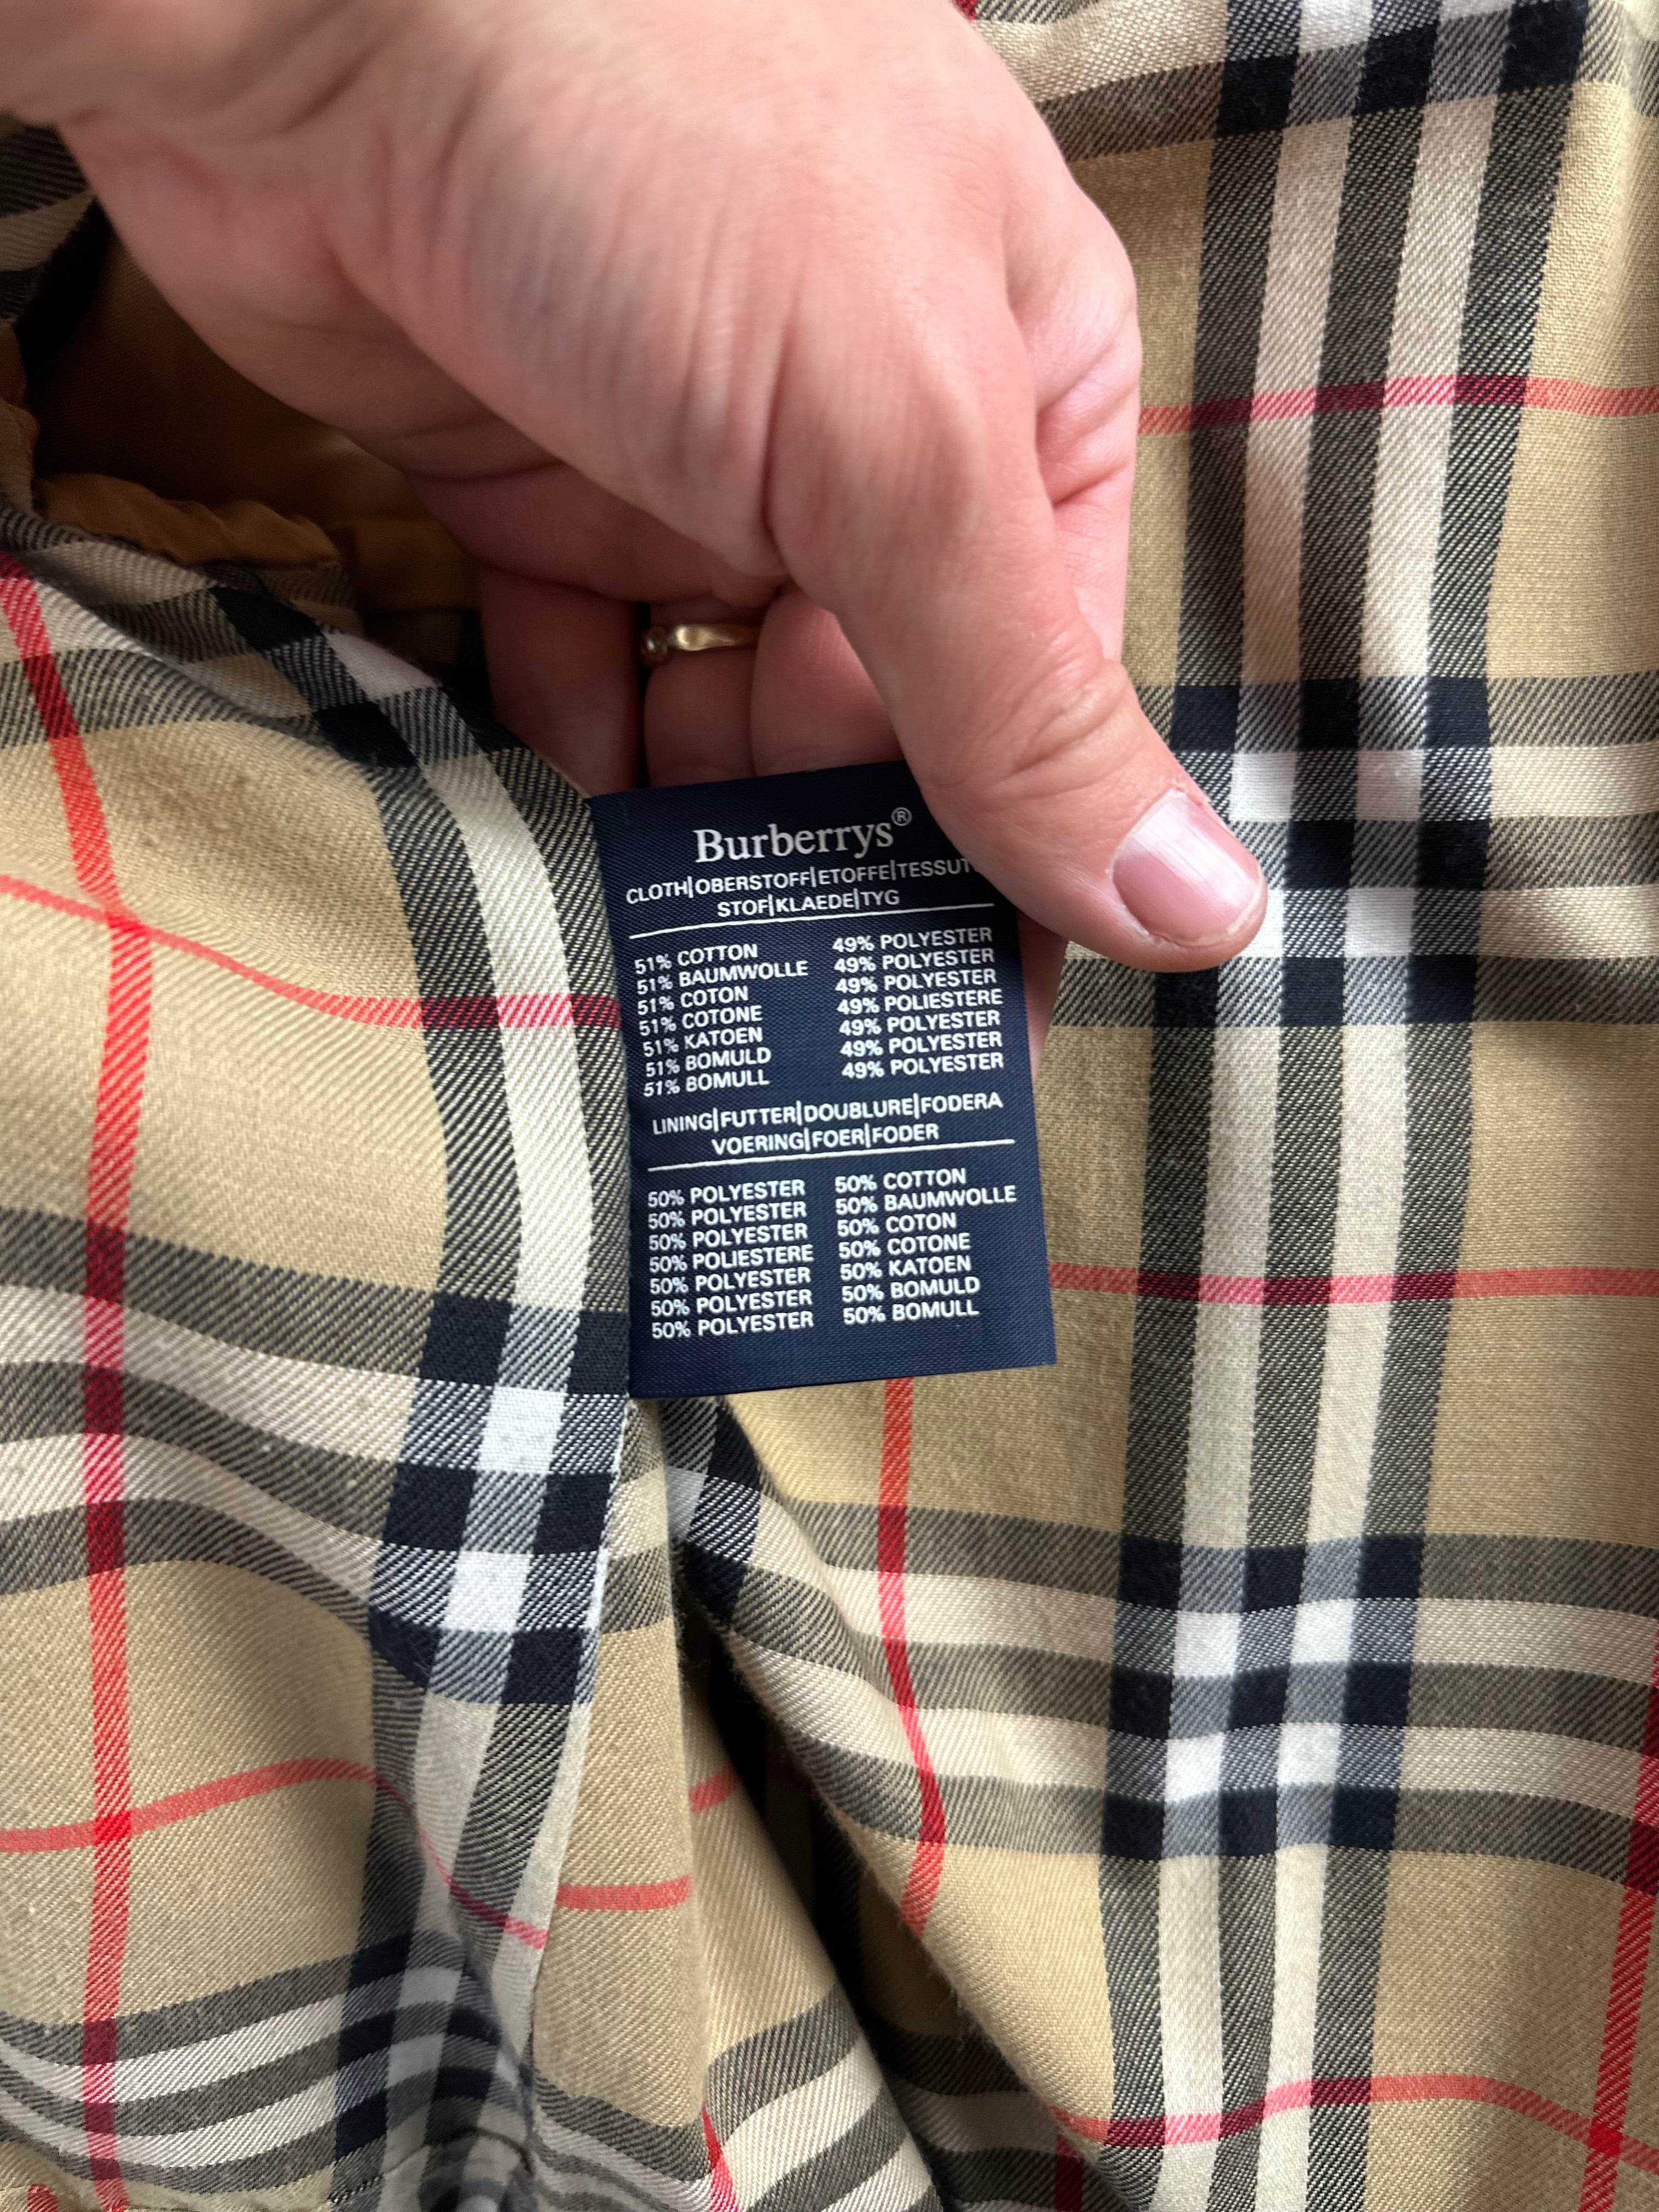 Burberrys®
CLOTH|OBERSTOFF|ETOFFE|TESSUT
STOF|KLAEDE|TYG
51% COTTON 49% POLYESTER
51% BAUMWOLLE 49% POLYESTER
51% COTON 49% POLYESTER
51% COTONE 49% POLIESTERE
51% KATOEN 49% POLYESTER
51% BOMULD 49% POLYESTER
51% BOMULL 49% POLYESTER
LINING|FUTTER|DOUBLURE|FODERA
VOERING|FOER|FODER
50% POLYESTER 50% COTTON
50% POLYESTER 50% BAUMWOLLE
50% POLYESTER 50% COTON
50% POLIESTERE 50% COTONE
50% POLYESTER 50% KATOEN
50% POLYESTER 50% BOMULD
50% POLYESTER 50% BOMULL